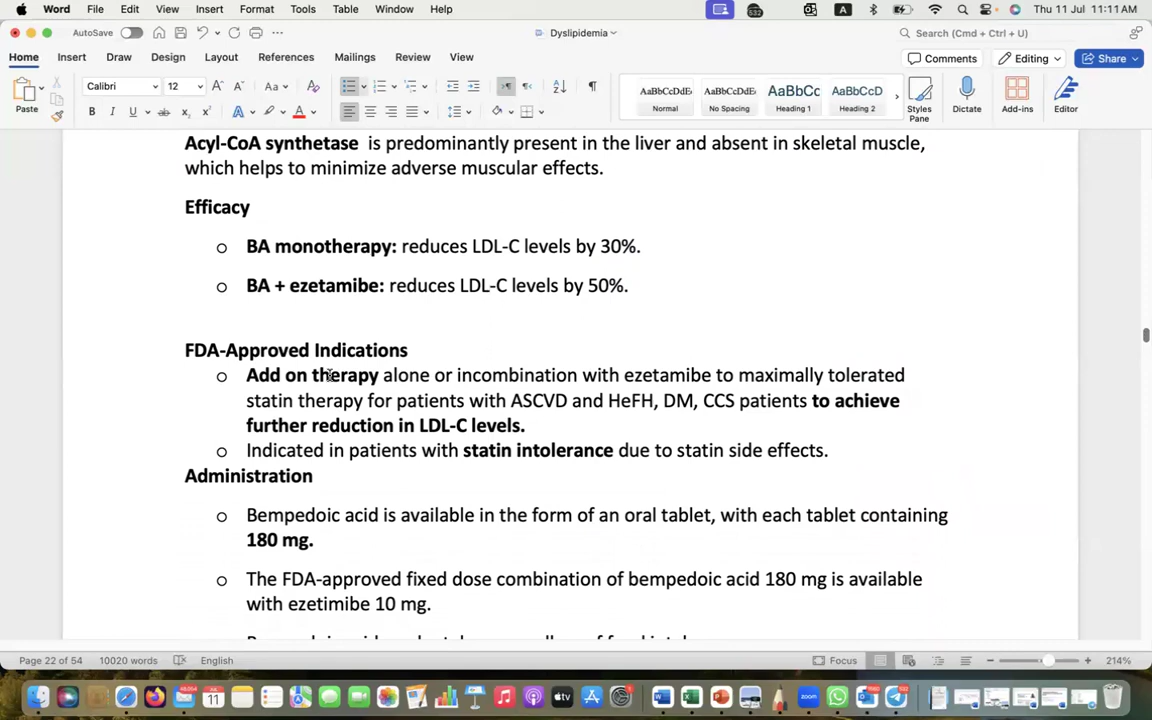 Word File Edit View Insert Format Tools Table Window Help 532 A Thu 11 Jul 11:11 AM
AutoSave Dyslipidemia Search (Cmd + Ctrl + U)
Home Insert Draw Design Layout References Mailings Review View Comments Editing Share
Paste Calibri 12 A A Aa A
B I U ab x₂ x² A A
AaBbCcDdEe AaBbCcDdEe AaBbCc AaBbCcD
Normal No Spacing Heading 1 Heading 2
Styles Pane Dictate Add-ins Editor
Acyl-CoA synthetase is predominantly present in the liver and absent in skeletal muscle,
which helps to minimize adverse muscular effects.
Efficacy
o BA monotherapy: reduces LDL-C levels by 30%.
o BA + ezetamibe: reduces LDL-C levels by 50%.
FDA-Approved Indications
o Add on therapy alone or incombination with ezetamibe to maximally tolerated
statin therapy for patients with ASCVD and HeFH, DM, CCS patients to achieve
further reduction in LDL-C levels.
o Indicated in patients with statin intolerance due to statin side effects.
Administration
o Bempedoic acid is available in the form of an oral tablet, with each tablet containing
180 mg.
o The FDA-approved fixed dose combination of bempedoic acid 180 mg is available
with ezetimibe 10 mg.
Page 22 of 54 10020 words English Focus 214%